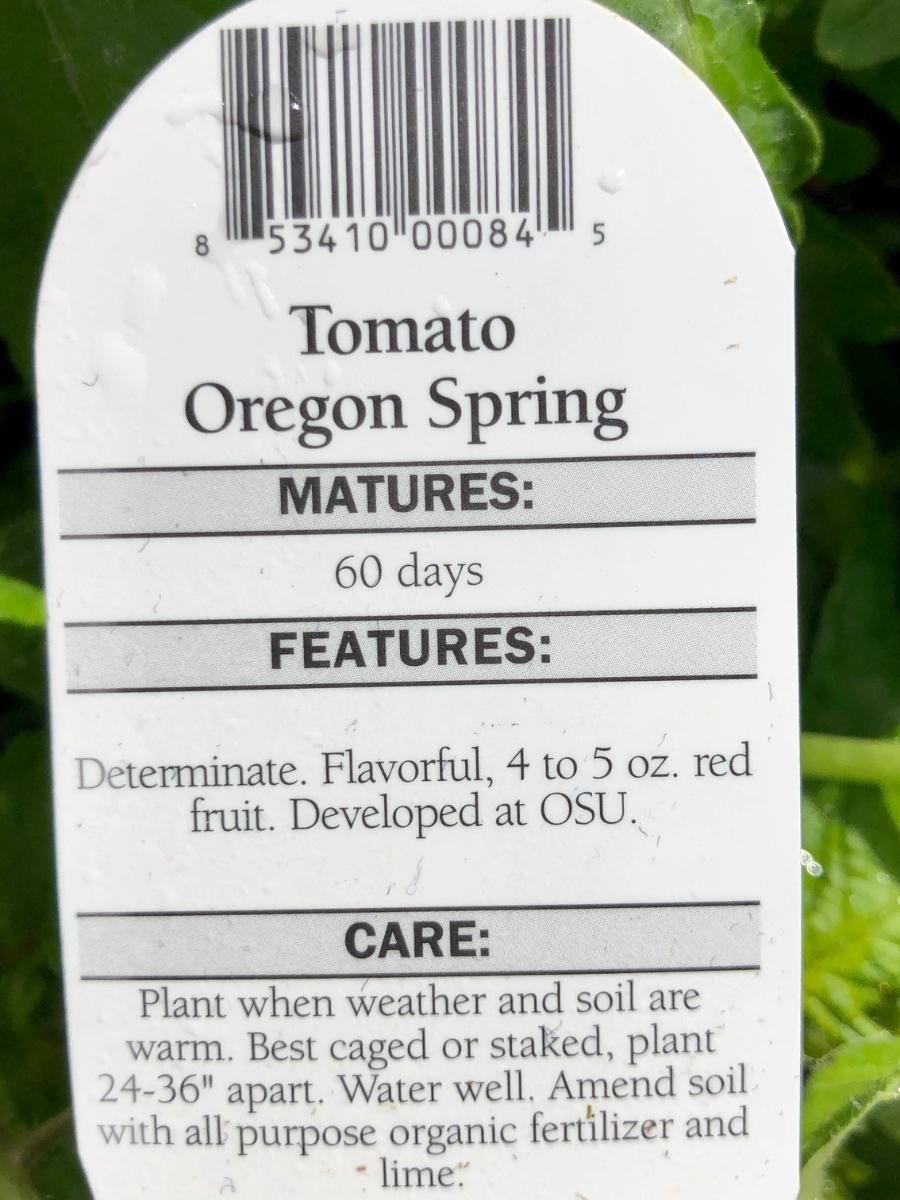 8 53410 00084 5
Tomato
Oregon Spring
MATURES:
60 days
FEATURES:
Determinate. Flavorful, 4 to 5 oz. red
fruit. Developed at OSU.
CARE:
Plant when weather and soil are
warm. Best caged or staked, plant
24-36" apart. Water well. Amend soil
with all purpose organic fertilizer and
lime.